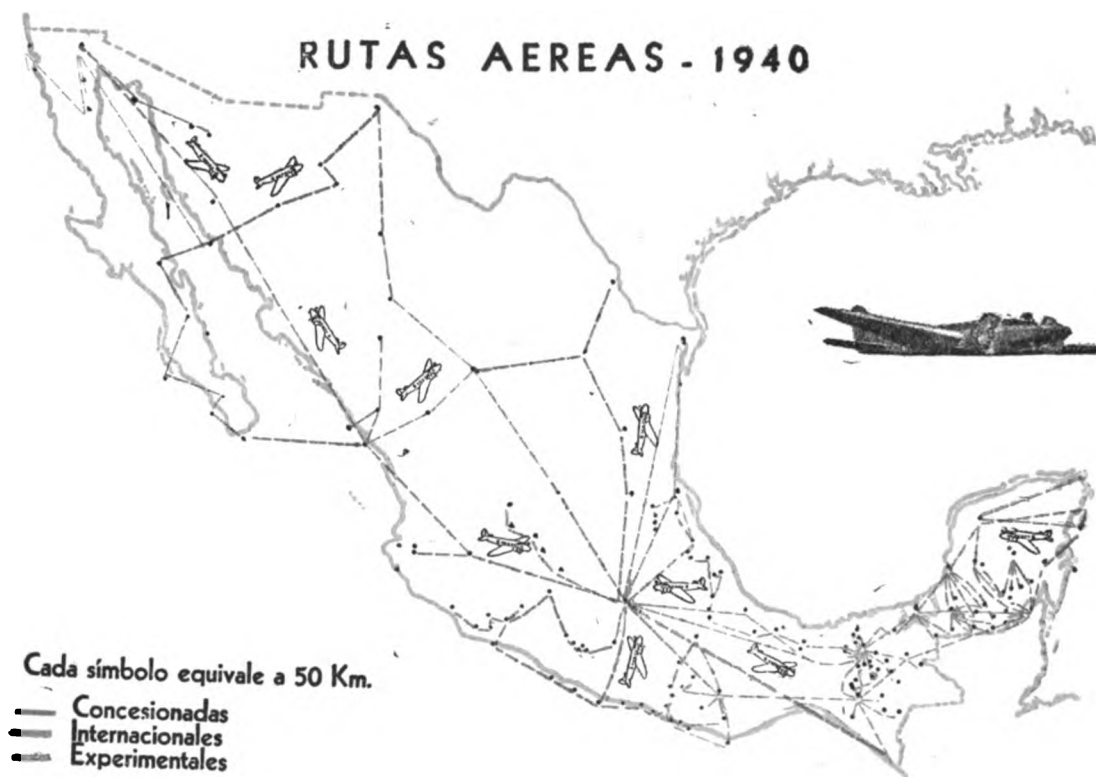 RUTAS AEREAS - 1940
Cada símbolo equivale a 50 Km.
Concesionadas
Internacionales
Experimentales